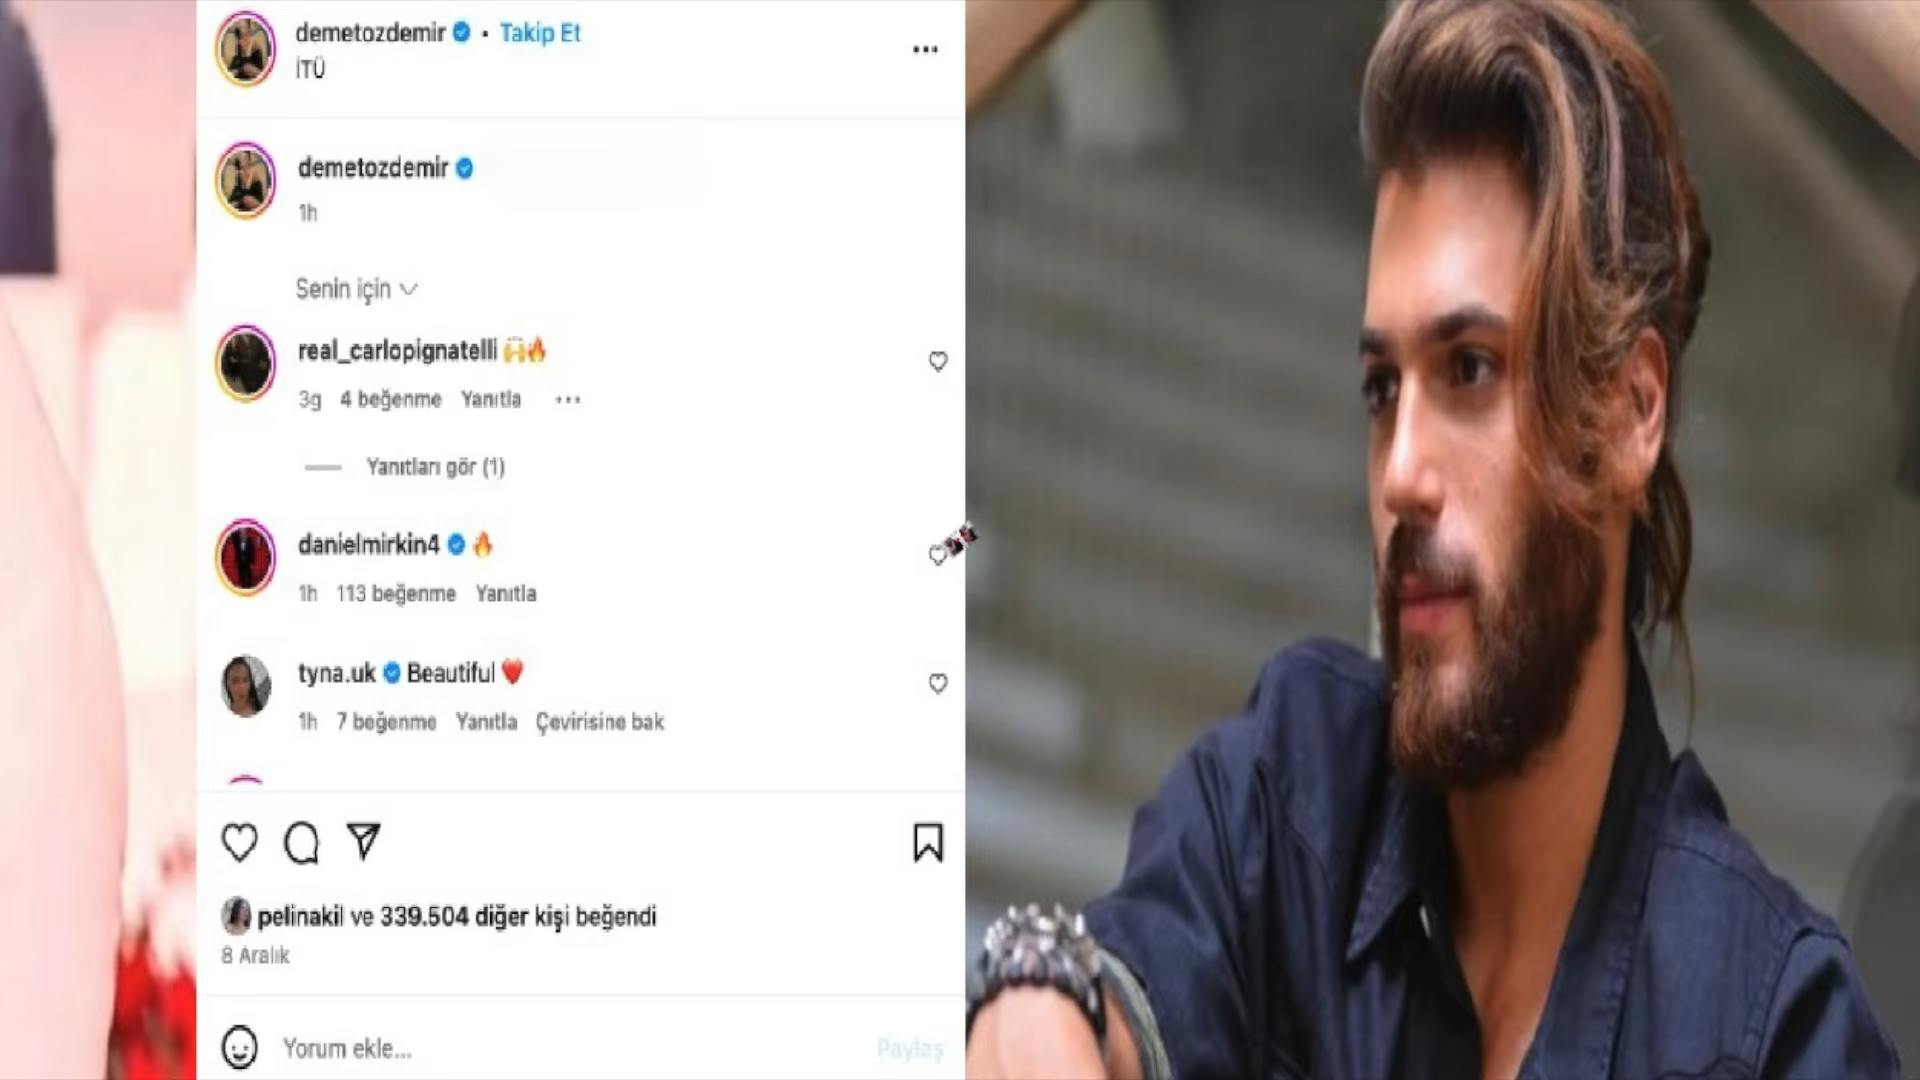 demetozdemir • Takip Et
İTÜ
demetozdemir
1h
Senin için
real_carlopignatelli 🙌🔥
3g 4 beğenme Yanıtla ...
Yanıtları gör (1)
danielmirkin4 🔥
1h 113 beğenme Yanıtla
tyna.uk Beautiful ❤️
1h 7 beğenme Yanıtla Çevirisine bak
pelinakil ve 339.504 diğer kişi beğendi
8 Aralık
Yorum ekle...
Paylaş